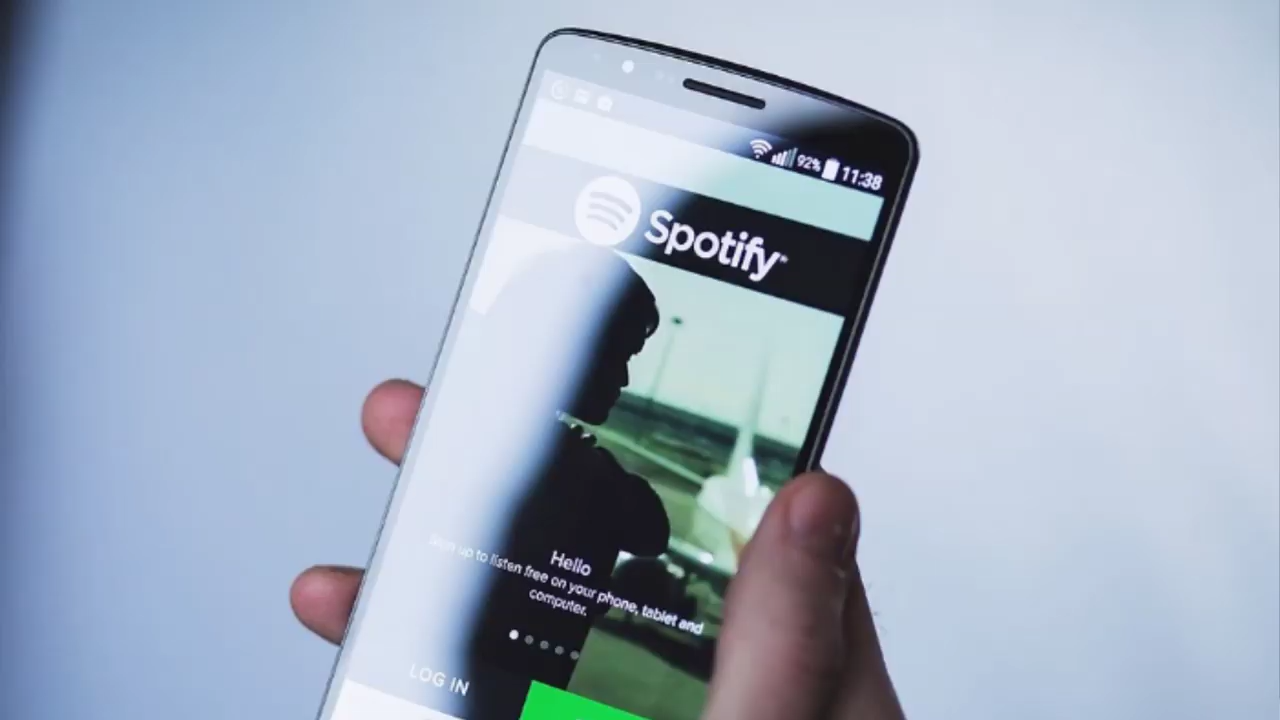 92% 11:38
Spotify
Hello
Sign up to listen free on your phone, tablet and
computer.
LOG IN